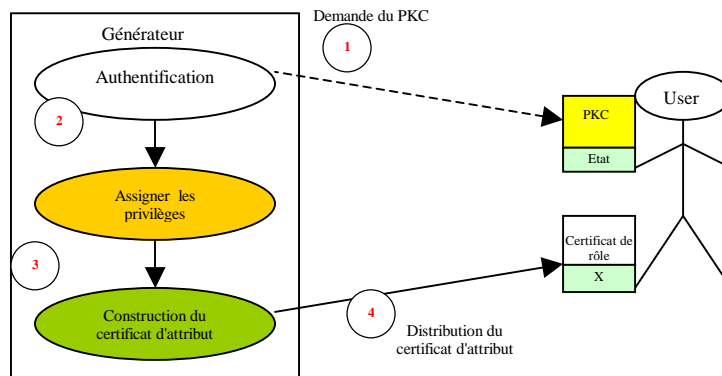 Demande du PKC
Générateur
1
Authentification
2
PKC
User
Etat
Assigner les
privilèges
3
Certificat de
rôle
X
Construction du
certificat d'attribut
4
Distribution du
certificat d'attribut